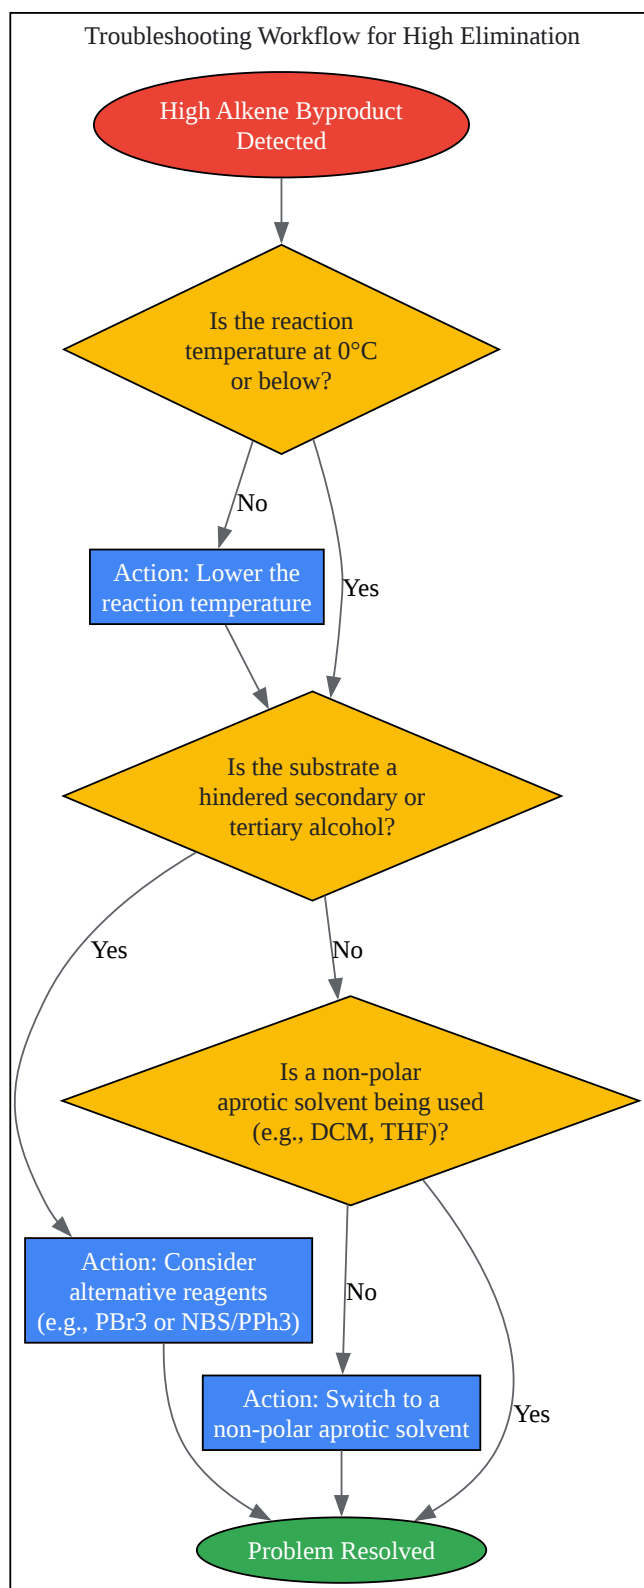 Troubleshooting Workflow for High Elimination
High Alkene Byproduct
Detected
Is the reaction
temperature at 0°C
or below?
No
Yes
Action: Lower the
reaction temperature
Is the substrate a
hindered secondary or
tertiary alcohol?
Yes
No
Is a non-polar
aprotic solvent being used
(e.g., DCM, THF)?
Action: Consider
alternative reagents
(e.g., PBr3 or NBS/PPh3)
No
Yes
Action: Switch to a
non-polar aprotic solvent
Problem Resolved